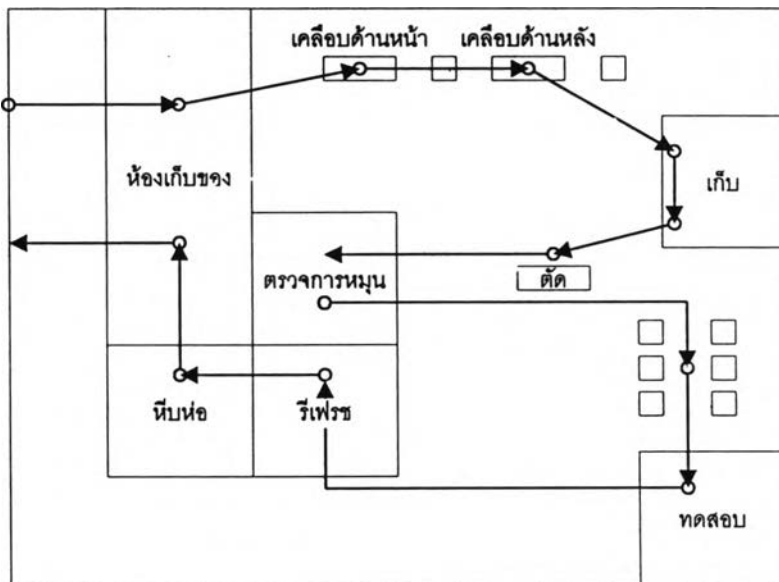 เคลือบด้านหน้า
เคลือบด้านหลัง
ห้องเก็บของ
เก็บ
ตรวจการหมุน
ตัด
หีบห่อ
รีเฟรช
ทดสอบ